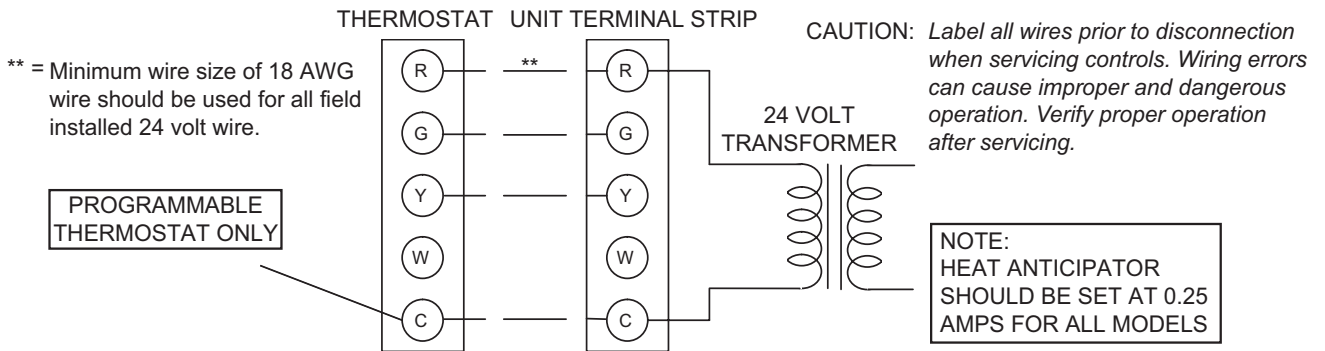 THERMOSTAT UNIT TERMINAL STRIP
** = Minimum wire size of 18 AWG
wire should be used for all field
installed 24 volt wire.
PROGRAMMABLE
THERMOSTAT ONLY
R
G
Y
W
C
**
R
G
Y
W
C
24 VOLT
TRANSFORMER
CAUTION: Label all wires prior to disconnection
when servicing controls. Wiring errors
can cause improper and dangerous
operation. Verify proper operation
after servicing.
NOTE:
HEAT ANTICIPATOR
SHOULD BE SET AT 0.25
AMPS FOR ALL MODELS